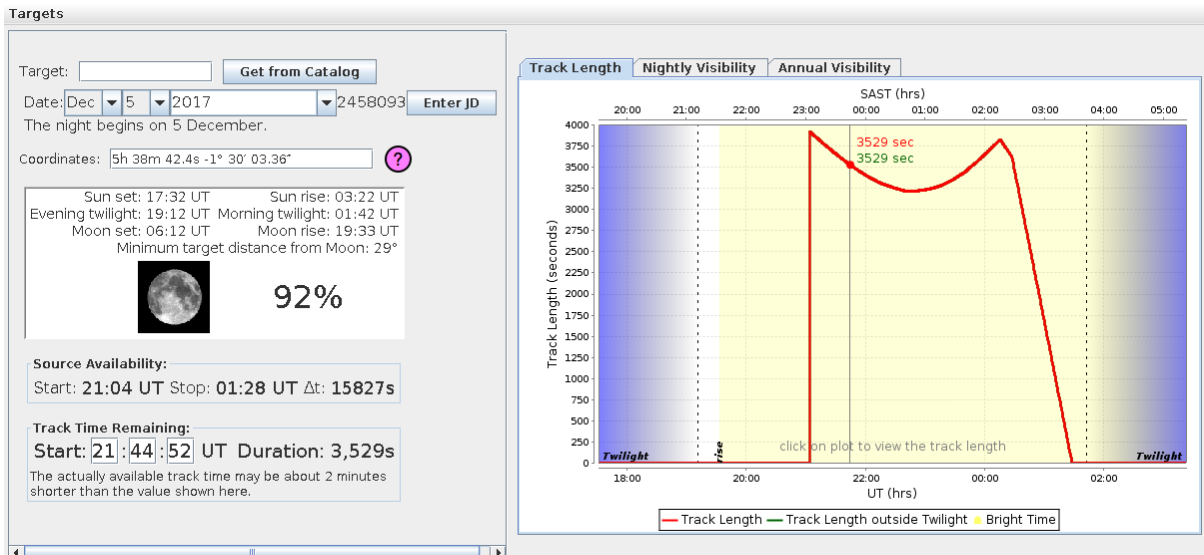 Targets
Target:
Get from Catalog
Date: Dec 5 2017 2458093 Enter JD
The night begins on 5 December.
Coordinates: 5h 38m 42.4s -1° 30' 03.36" ?
Sun set: 17:32 UT Sun rise: 03:22 UT
Evening twilight: 19:12 UT Morning twilight: 01:42 UT
Moon set: 06:12 UT Moon rise: 19:33 UT
Minimum target distance from Moon: 29°
92%
Source Availability:
Start: 21:04 UT Stop: 01:28 UT Δt: 15827s
Track Time Remaining:
Start: 21 : 44 : 52 UT Duration: 3,529s
The actually available track time may be about 2 minutes
shorter than the value shown here.
Track Length Nightly Visibility Annual Visibility
SAST (hrs)
20:00 21:00 22:00 23:00 00:00 01:00 02:00 03:00 04:00 05:00
Track Length (seconds)
4000
3750
3500
3250
3000
2750
2500
2250
2000
1750
1500
1250
1000
750
500
250
0
3529 sec
3529 sec
click on plot to view the track length
Twilight
rise
Twilight
18:00 20:00 22:00 00:00 02:00
UT (hrs)
Track Length Track Length outside Twilight Bright Time